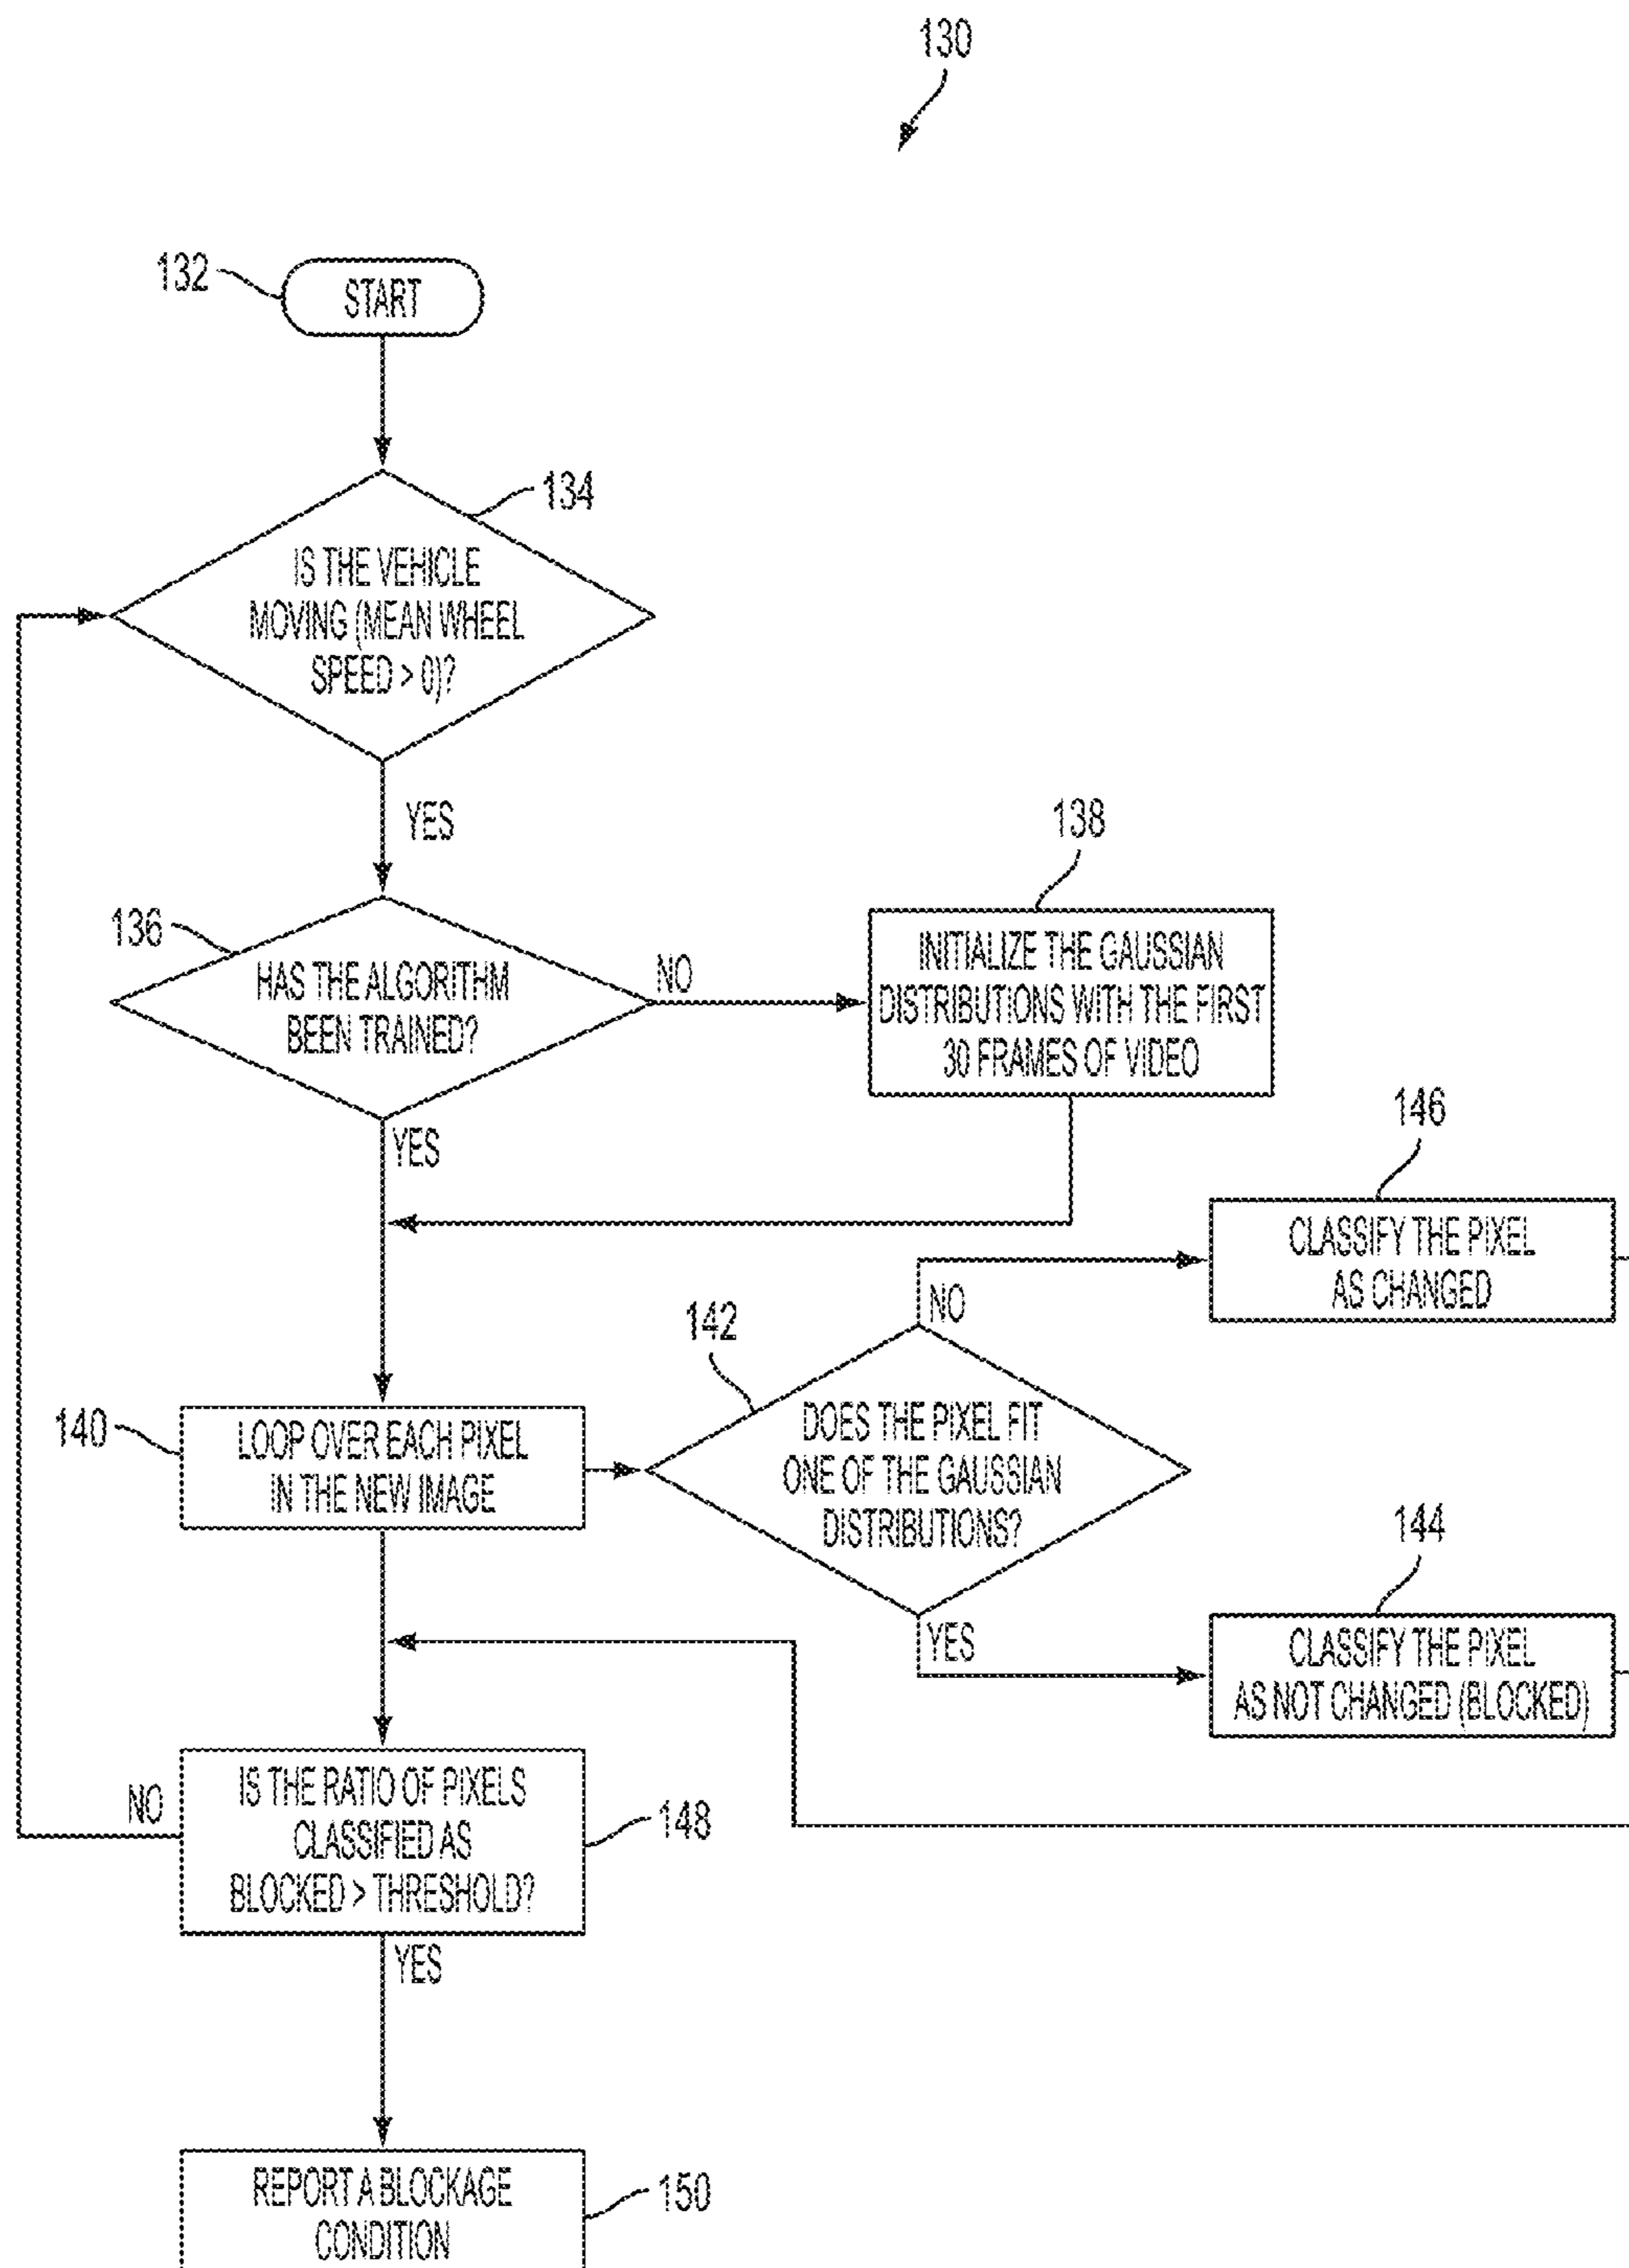 130
132
START
134
IS THE VEHICLE
MOVING (MEAN WHEEL
SPEED > 0)?
YES
136
HAS THE ALGORITHM
BEEN TRAINED?
NO
138
INITIALIZE THE GAUSSIAN
DISTRIBUTIONS WITH THE FIRST
30 FRAMES OF VIDEO
YES
146
CLASSIFY THE PIXEL
AS CHANGED
NO
142
DOES THE PIXEL FIT
ONE OF THE GAUSSIAN
DISTRIBUTIONS?
140
LOOP OVER EACH PIXEL
IN THE NEW IMAGE
YES
144
CLASSIFY THE PIXEL
AS NOT CHANGED (BLOCKED)
NO
IS THE RATIO OF PIXELS
CLASSIFIED AS
BLOCKED > THRESHOLD?
148
YES
REPORT A BLOCKAGE
CONDITION
150